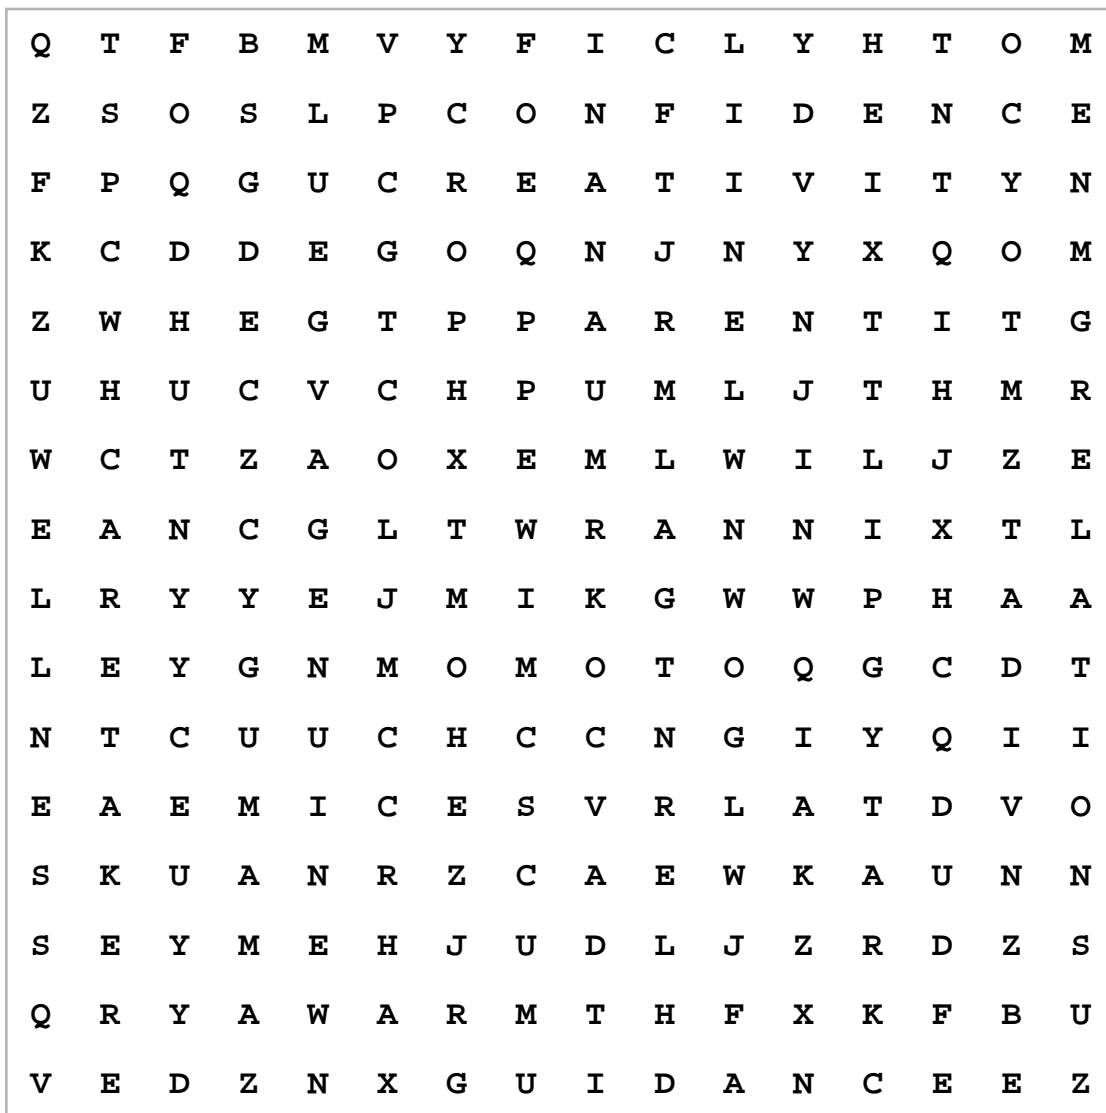 Q T F B M V Y F I C L Y H T O M
Z S O S L P C O N F I D E N C E
F P Q G U C R E A T I V I T Y N
K C D D E G O Q N J N Y X Q O M
Z W H E G T P P A R E N T I T G
U H U C V C H P U M L J T H M R
W C T Z A O X E M L W I L J Z E
E A N C G L T W R A N N I X T L
L R Y Y E J M I K G W W P H A A
L E Y G N M O M O T O Q G C D T
N T C U U C H C C N G I Y Q I I
E A E M I C E S V R L A T D V O
S K U A N R Z C A E W K A U N N
S E Y M E H J U D L J Z R D Z S
Q R Y A W A R M T H F X K F B U
V E D Z N X G U I D A N C E E Z